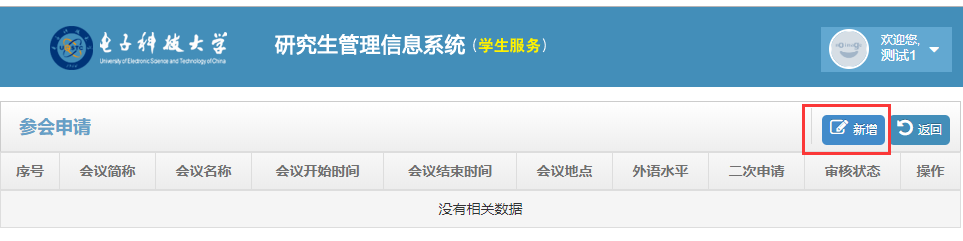 电子科技大学
University of Electronic Science and Technology of China
研究生管理信息系统（学生服务）
欢迎您,
测试1
参会申请
新增 返回
序号 会议简称 会议名称 会议开始时间 会议结束时间 会议地点 外语水平 二次申请 审核状态 操作
没有相关数据